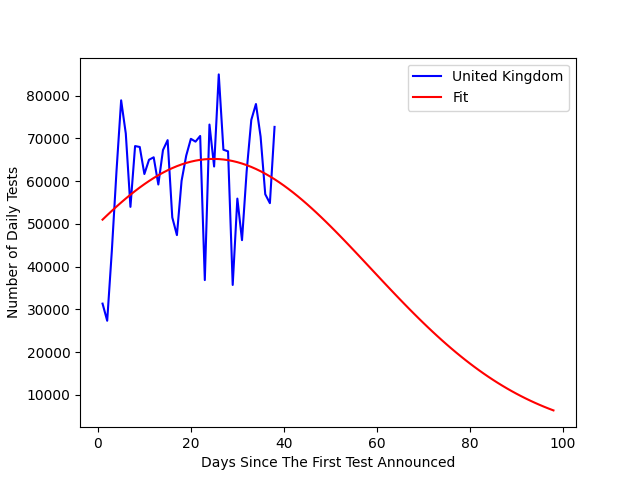 United Kingdom
Fit
Number of Daily Tests
80000
70000
60000
50000
40000
30000
20000
10000
0 20 40 60 80 100
Days Since The First Test Announced